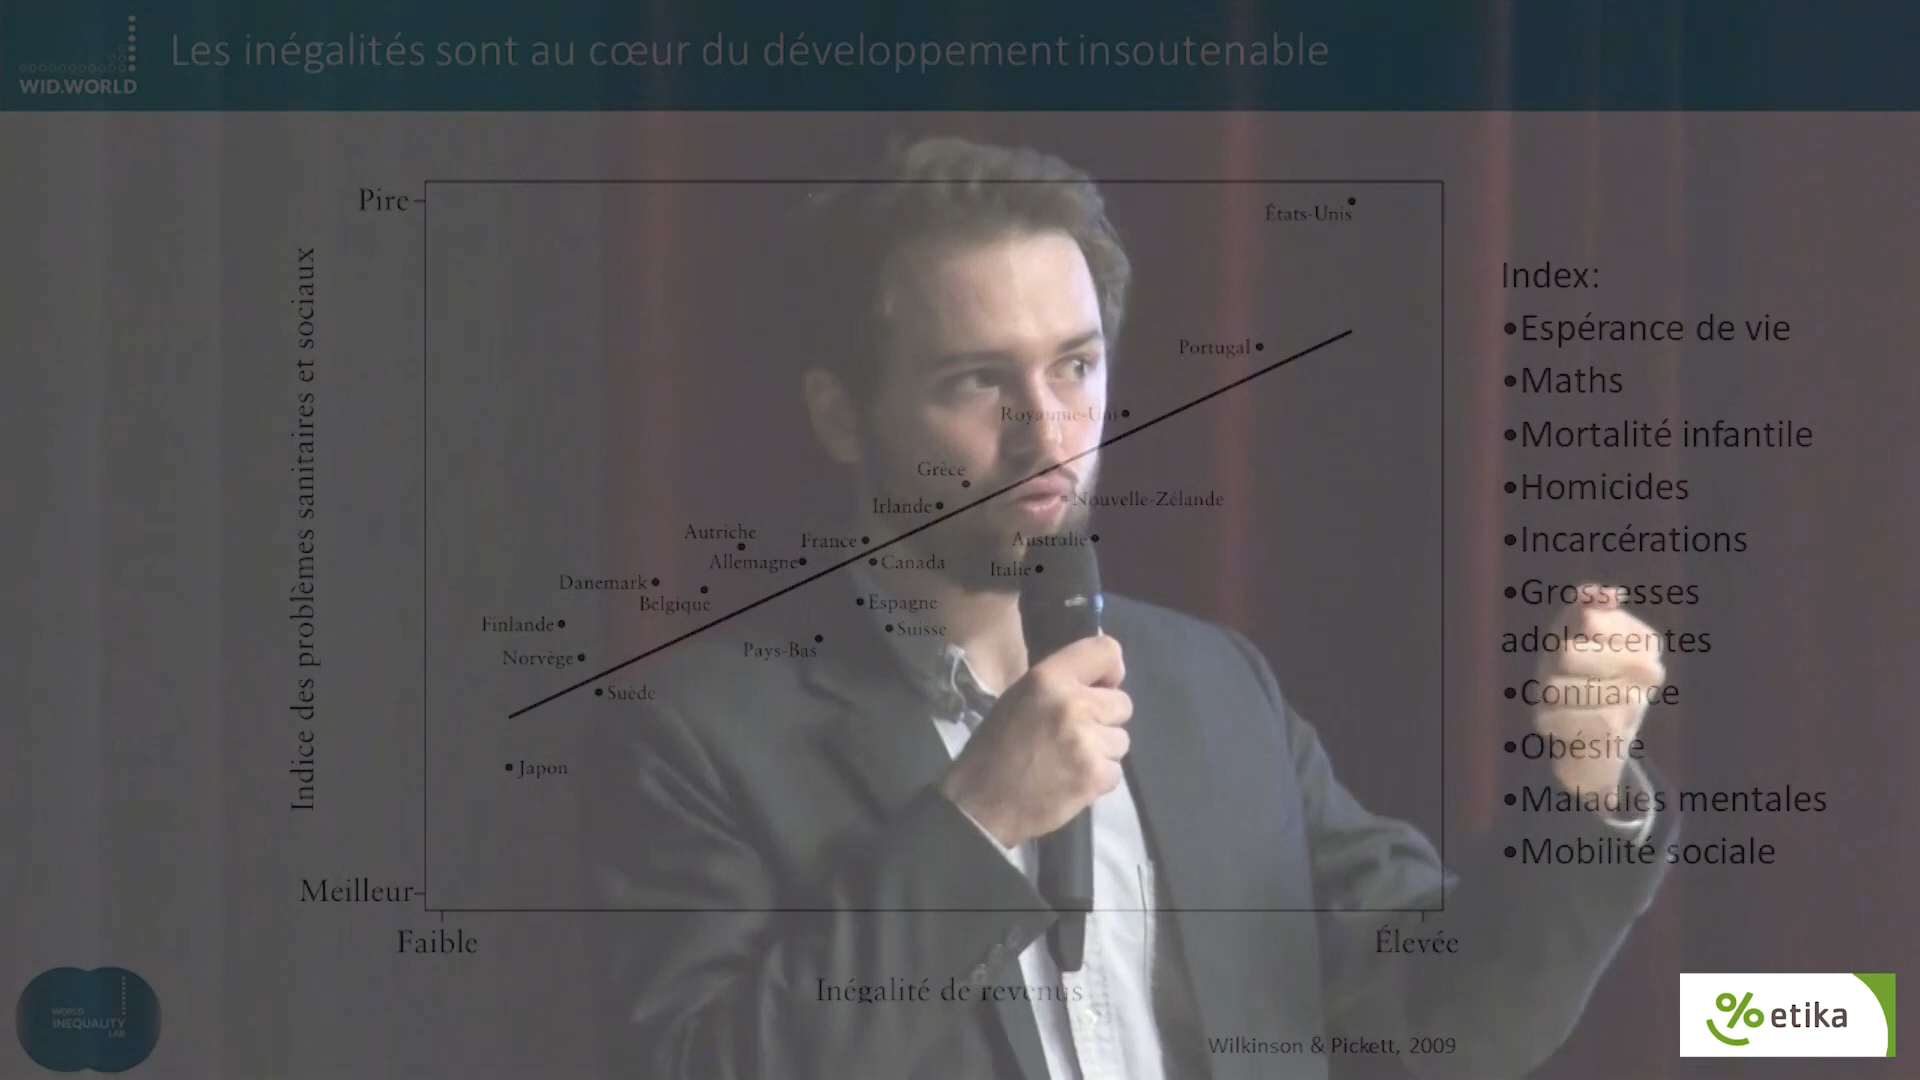 Les inégalités sont au cœur du développement insoutenable
WID.WORLD
Pire
États-Unis
Index:
•Espérance de vie
•Maths
•Mortalité infantile
•Homicides
•Incarcérations
•Grossesses
adolescentes
•Confiance
•Obésité
•Maladies mentales
•Mobilité sociale
Portugal
Royaume-Uni
Grèce
Nouvelle-Zélande
Irlande
Autriche
France
Australie
Allemagne
Canada
Italie
Danemark
Belgique
Espagne
Finlande
Suisse
Pays-Bas
Norvège
Suède
Japon
Indice des problèmes sanitaires et sociaux
Meilleur
Faible
Élevée
Inégalité de revenus
Wilkinson & Pickett, 2009
WORLD
INEQUALITY
LAB
% etika